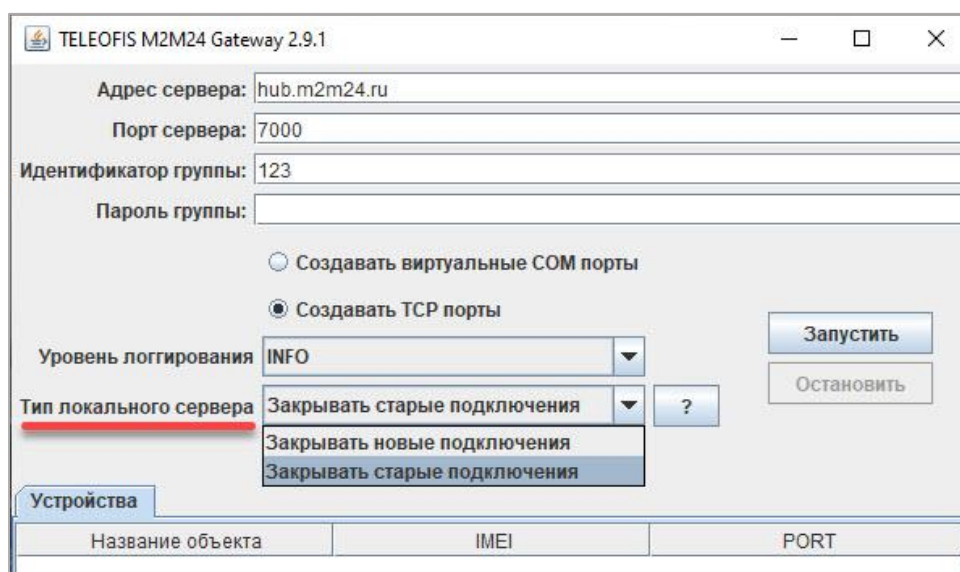 TELEOFIS M2M24 Gateway 2.9.1
Адрес сервера: hub.m2m24.ru
Порт сервера: 7000
Идентификатор группы: 123
Пароль группы:
Создавать виртуальные COM порты
Создавать TCP порты
Запустить
Уровень логгирования INFO
Остановить
Тип локального сервера Закрывать старые подключения ?
Закрывать новые подключения
Закрывать старые подключения
Устройства
Название объекта IMEI PORT